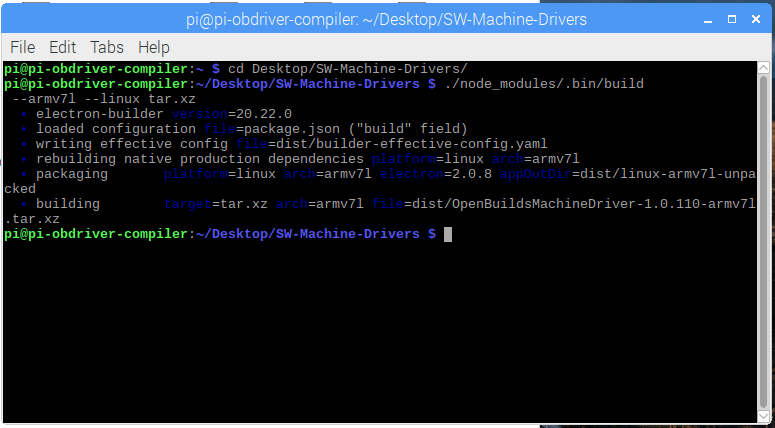 pi@pi-obdriver-compiler: ~/Desktop/SW-Machine-Drivers
File Edit Tabs Help
pi@pi-obdriver-compiler:~ $ cd Desktop/SW-Machine-Drivers/
pi@pi-obdriver-compiler:~/Desktop/SW-Machine-Drivers $ ./node_modules/.bin/build
--armv7l --linux tar.xz
• electron-builder version=20.22.0
• loaded configuration file=package.json ("build" field)
• writing effective config file=dist/builder-effective-config.yaml
• rebuilding native production dependencies platform=linux arch=armv7l
• packaging platform=linux arch=armv7l electron=2.0.8 appOutDir=dist/linux-armv7l-unpa
cked
• building target=tar.xz arch=armv7l file=dist/OpenBuildsMachineDriver-1.0.110-armv7l
.tar.xz
pi@pi-obdriver-compiler:~/Desktop/SW-Machine-Drivers $